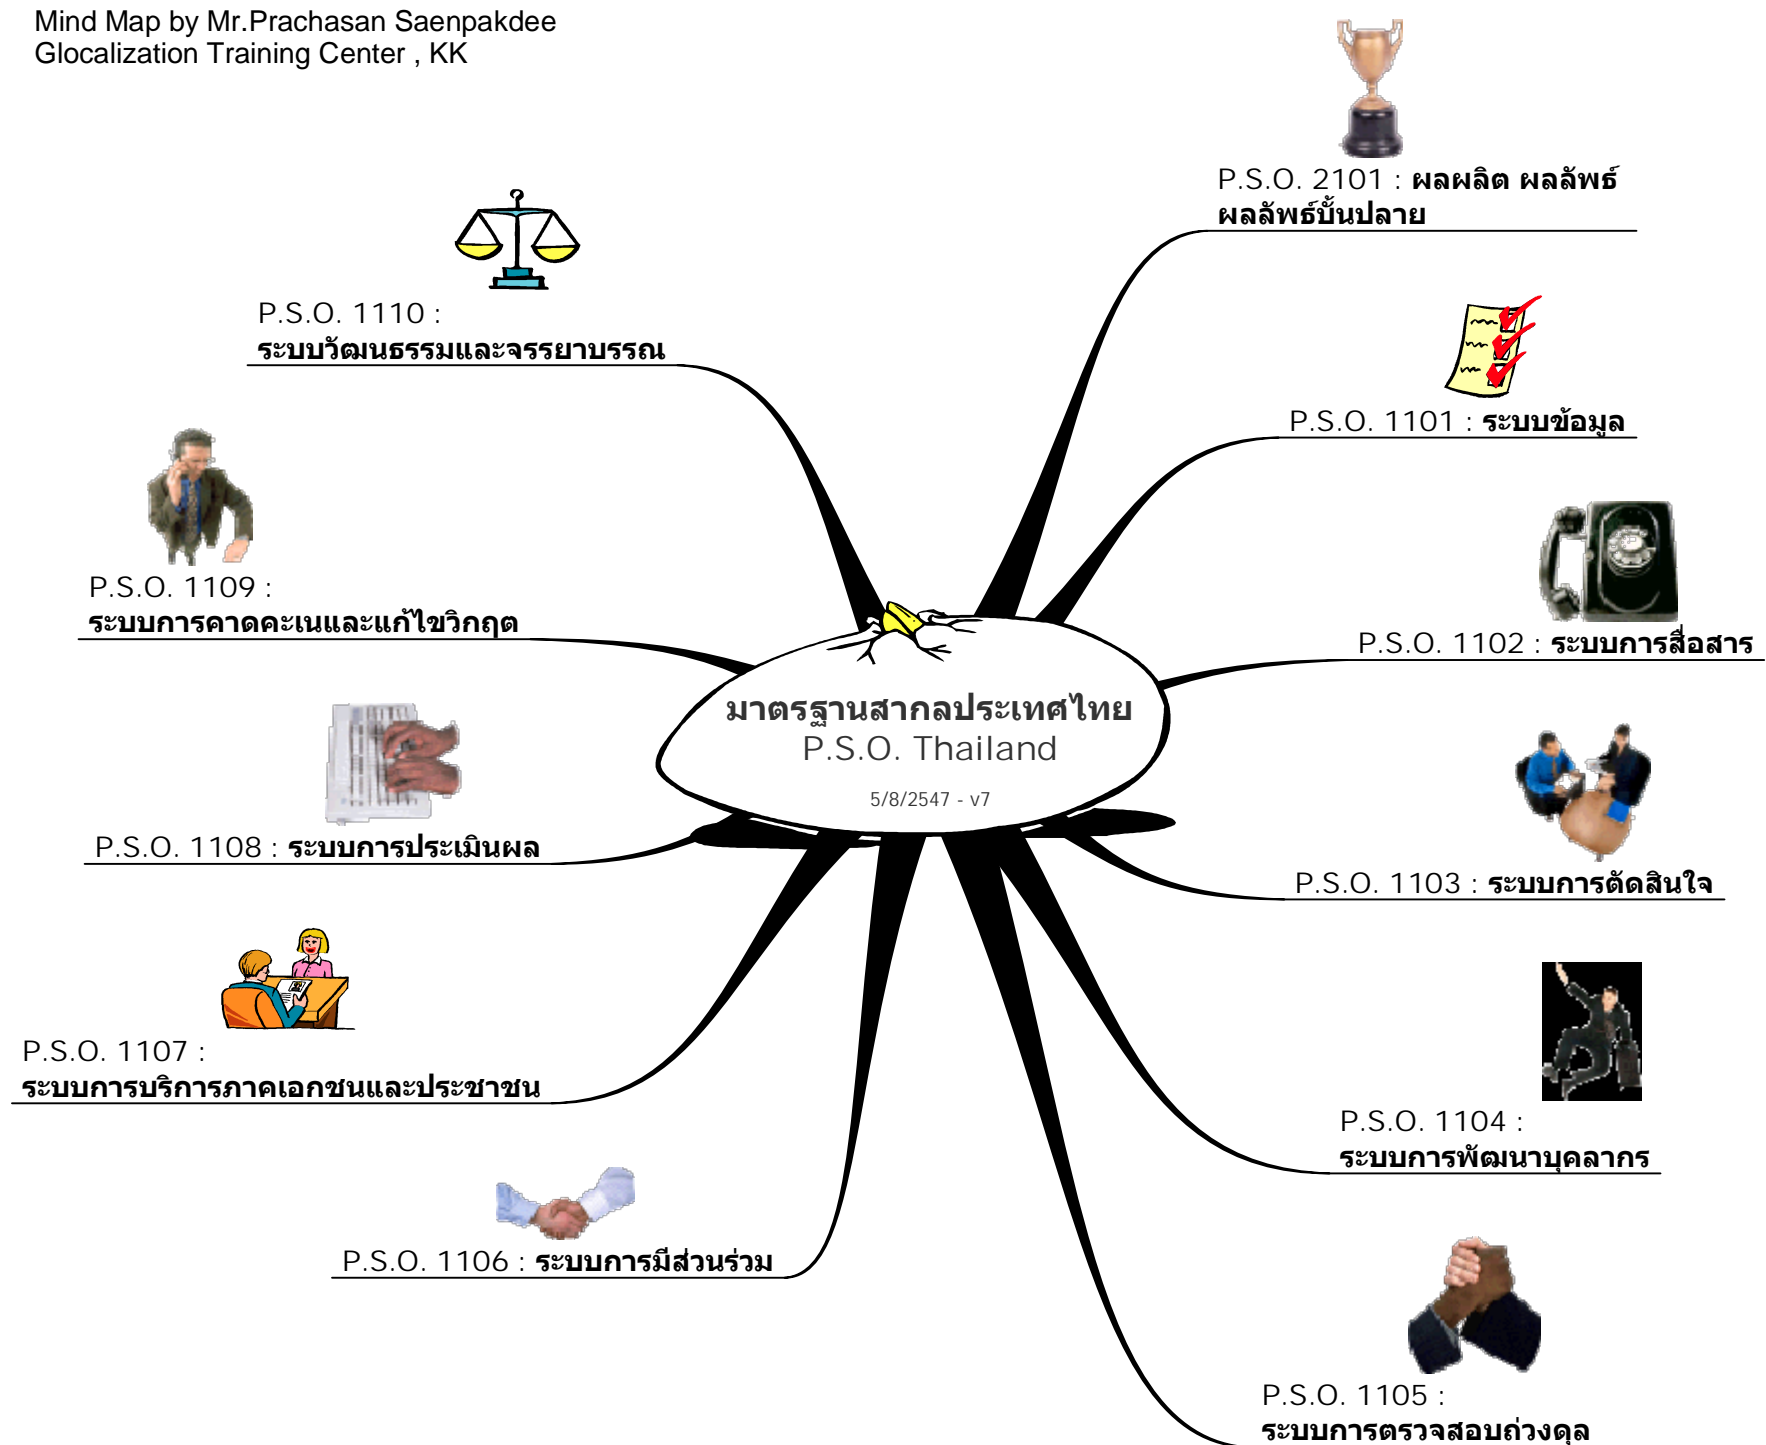 Mind Map by Mr.Prachasan Saenpakdee
Glocalization Training Center , KK
P.S.O. 2101 : ผลผลิต ผลลัพธ์
ผลลัพธ์บั้นปลาย
P.S.O. 1101 : ระบบข้อมูล
P.S.O. 1102 : ระบบการสื่อสาร
P.S.O. 1103 : ระบบการตัดสินใจ
P.S.O. 1104 :
ระบบการพัฒนาบุคลากร
P.S.O. 1105 :
ระบบการตรวจสอบถ่วงดุล
P.S.O. 1106 : ระบบการมีส่วนร่วม
P.S.O. 1107 :
ระบบการบริการภาคเอกชนและประชาชน
P.S.O. 1108 : ระบบการประเมินผล
P.S.O. 1109 :
ระบบการคาดคะเนและแก้ไขวิกฤต
P.S.O. 1110 :
ระบบวัฒนธรรมและจรรยาบรรณ
มาตรฐานสากลประเทศไทย
P.S.O. Thailand
5/8/2547 - v7